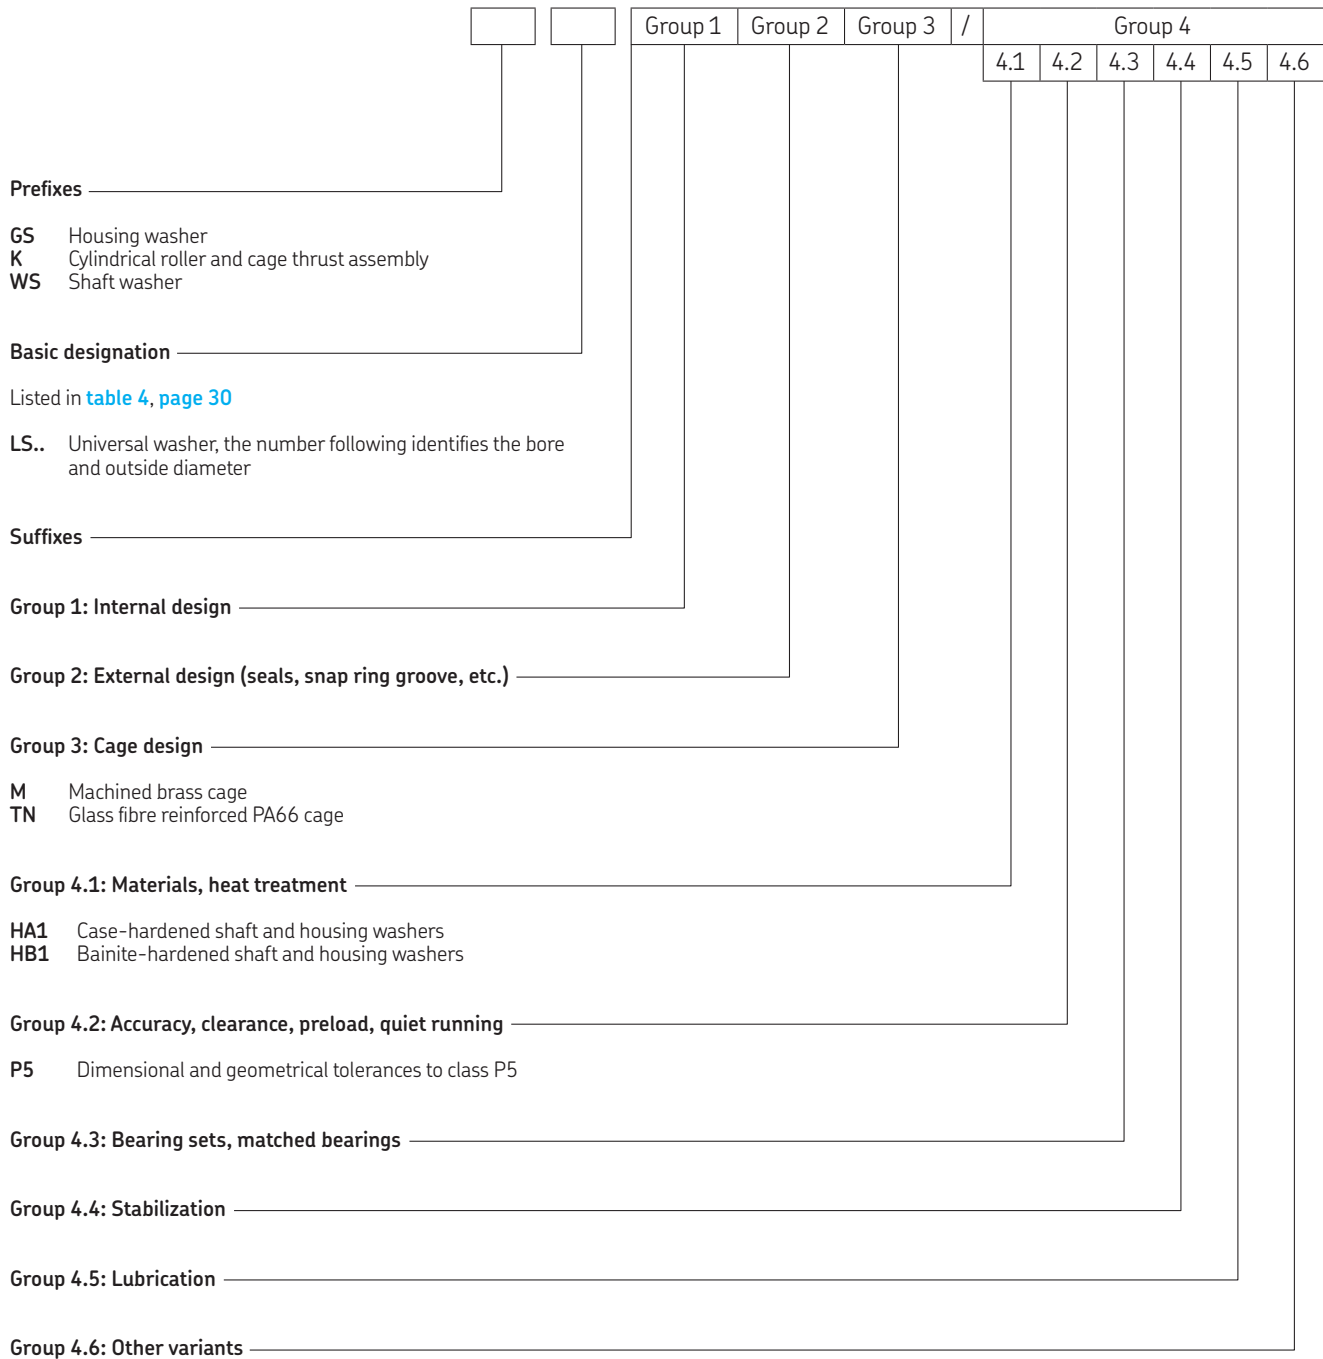 Group 1 Group 2 Group 3 / Group 4
4.1 4.2 4.3 4.4 4.5 4.6
Prefixes
GS Housing washer
K Cylindrical roller and cage thrust assembly
WS Shaft washer
Basic designation
Listed in table 4, page 30
LS.. Universal washer, the number following identifies the bore
and outside diameter
Suffixes
Group 1: Internal design
Group 2: External design (seals, snap ring groove, etc.)
Group 3: Cage design
M Machined brass cage
TN Glass fibre reinforced PA66 cage
Group 4.1: Materials, heat treatment
HA1 Case-hardened shaft and housing washers
HB1 Bainite-hardened shaft and housing washers
Group 4.2: Accuracy, clearance, preload, quiet running
P5 Dimensional and geometrical tolerances to class P5
Group 4.3: Bearing sets, matched bearings
Group 4.4: Stabilization
Group 4.5: Lubrication
Group 4.6: Other variants